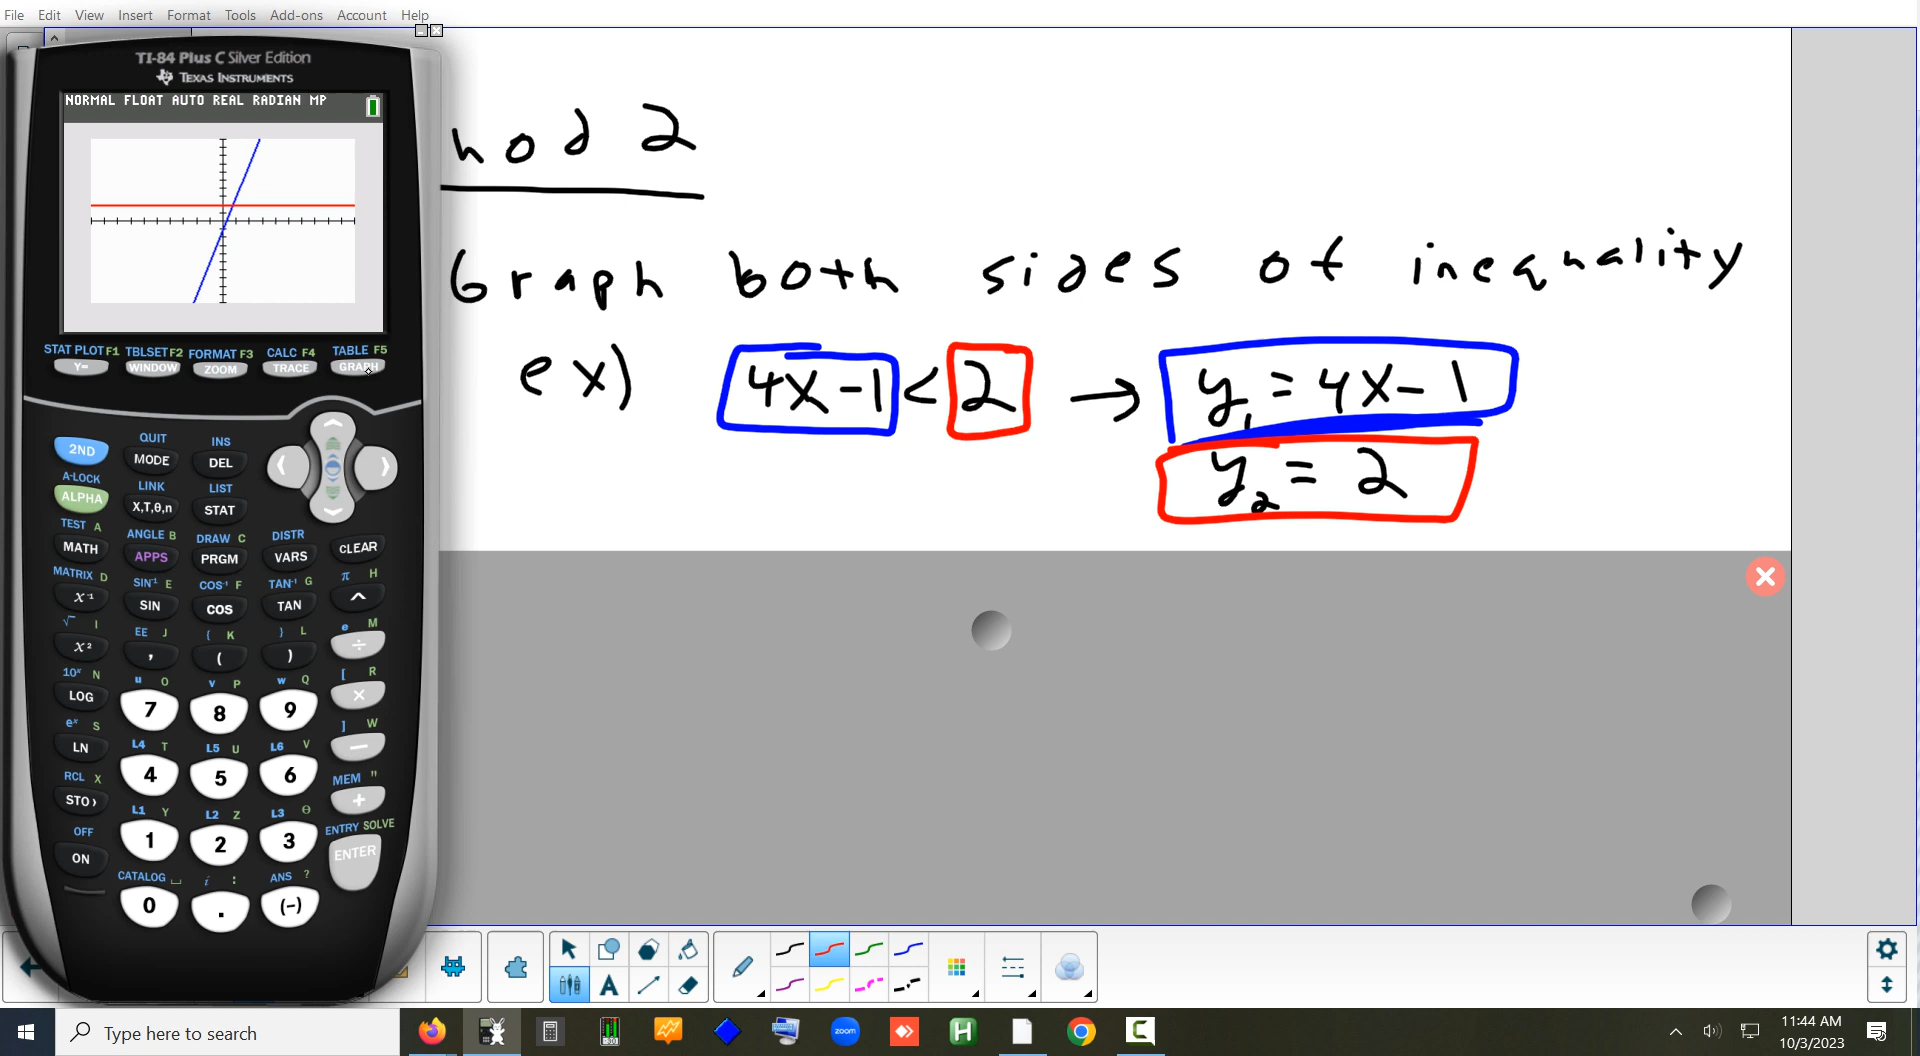 File Edit View Insert Format Tools Add-ons Account Help
TI-84 Plus C Silver Edition
TEXAS INSTRUMENTS
NORMAL FLOAT AUTO REAL RADIAN MP
hod 2
Graph both sides of inequality
ex) 4x-1 < 2 → y₁ = 4x-1
y₂ = 2
STAT PLOT F1 TBLSET F2 FORMAT F3 CALC F4 TABLE F5
Y= WINDOW ZOOM TRACE GRAPH
QUIT INS
2ND MODE DEL
A-LOCK LINK LIST
ALPHA X,T,θ,n STAT
TEST A ANGLE B DRAW C DISTR
MATH APPS PRGM VARS CLEAR
MATRIX D SIN⁻¹ E COS⁻¹ F TAN⁻¹ G π H
X⁻¹ SIN COS TAN ^
√ I EE J { K } L e M
X² , ( ) ÷
10ˣ N u O v P w Q [ R
LOG 7 8 9 ×
eˣ S L4 T L5 U L6 V ] W
LN 4 5 6 −
RCL X L1 Y L2 Z L3 θ MEM "
STO› 1 2 3 +
OFF CATALOG ␣ i : ANS ? ENTRY SOLVE
ON 0 . (-) ENTER
A
Type here to search
zoom
H
C
11:44 AM
10/3/2023